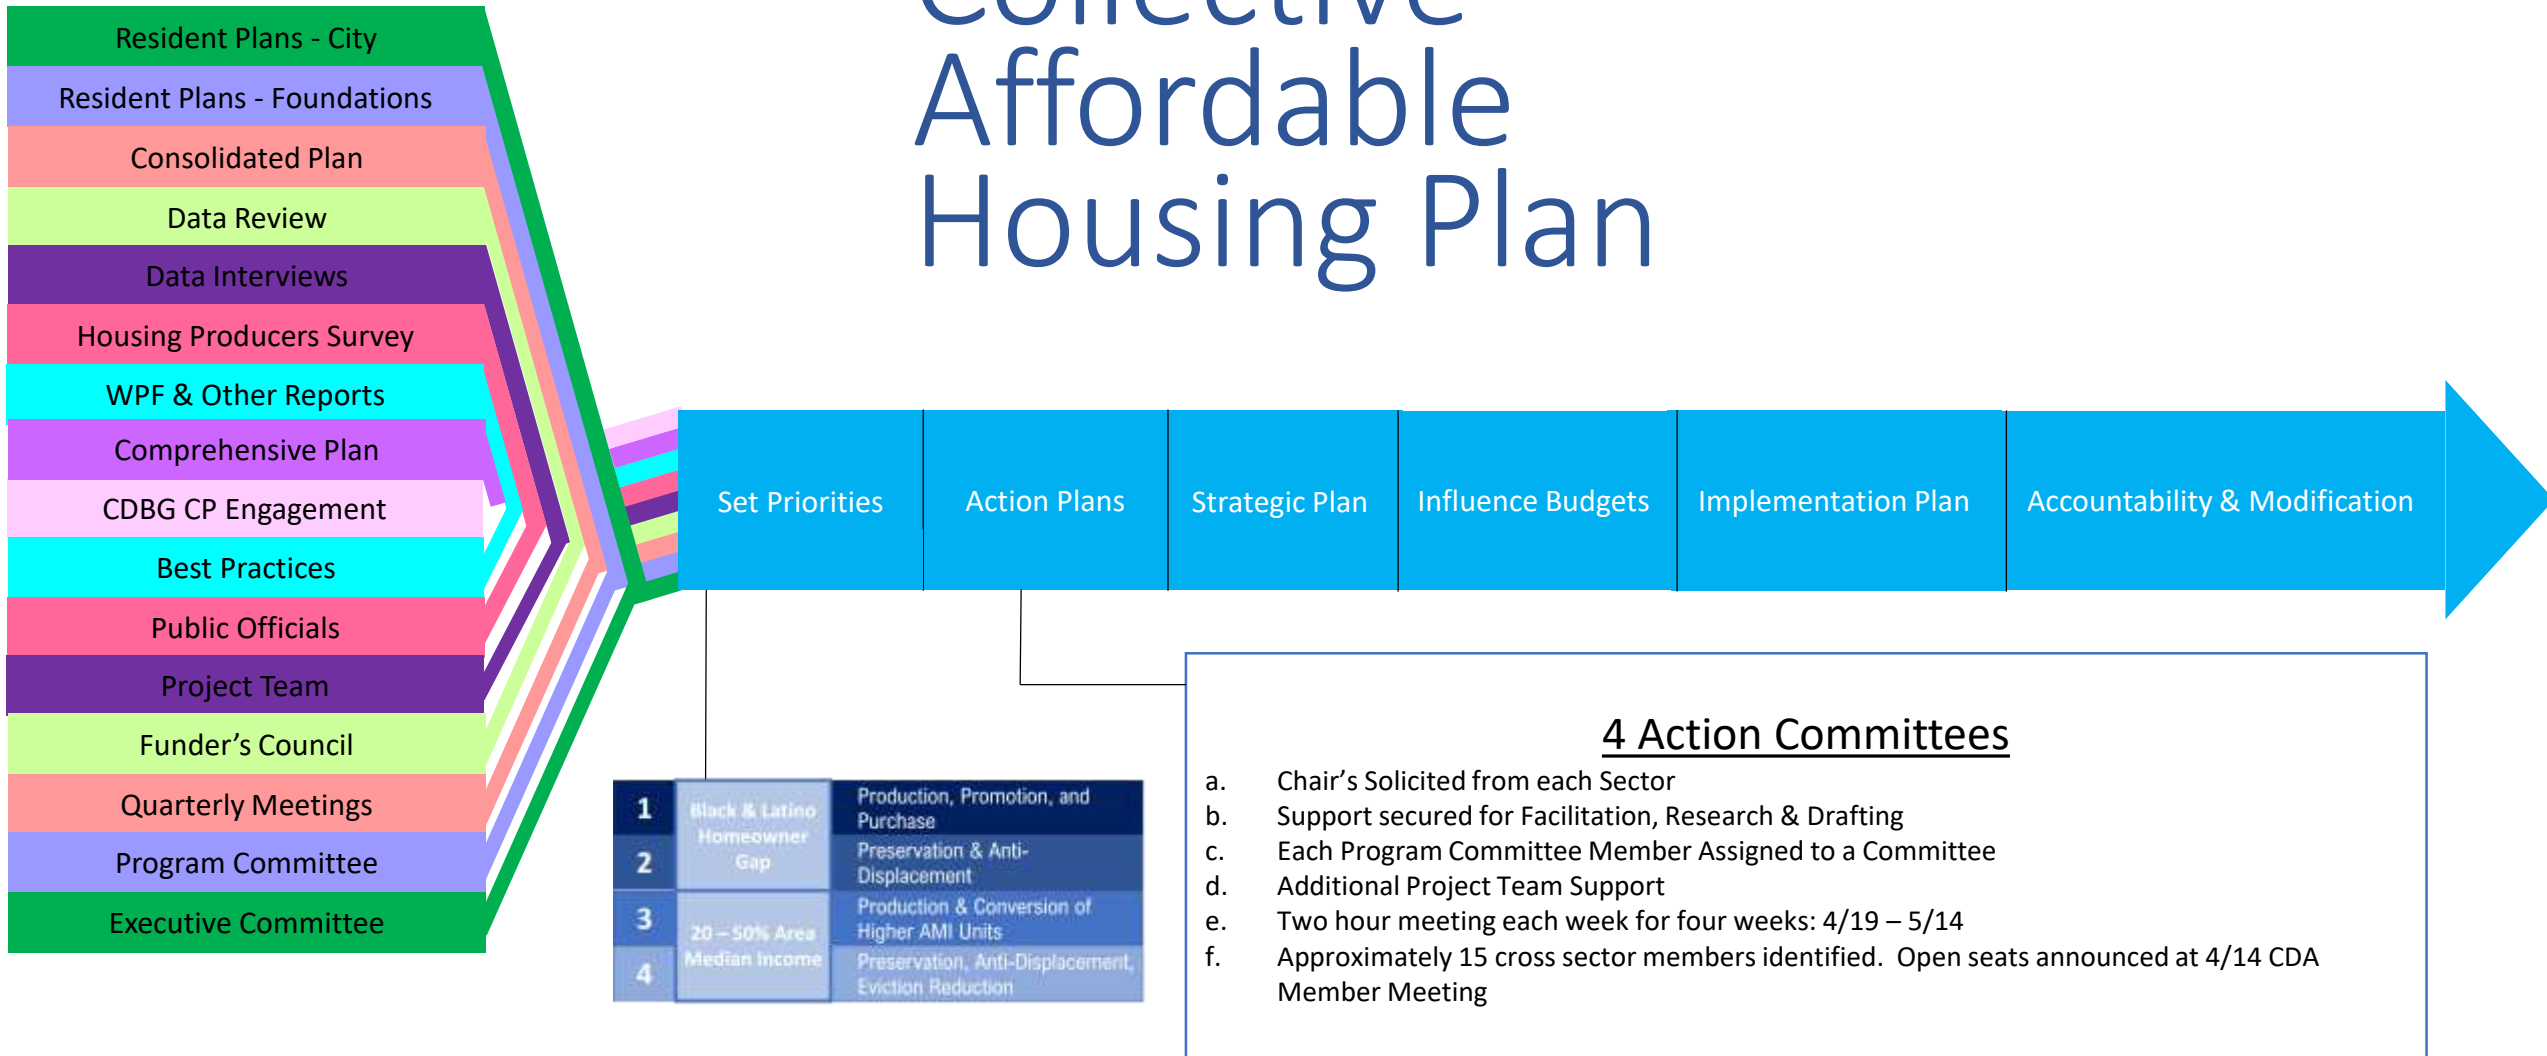 Collective
Affordable
Housing Plan
Resident Plans - City
Resident Plans - Foundations
Consolidated Plan
Data Review
Data Interviews
Housing Producers Survey
WPF & Other Reports
Comprehensive Plan
CDBG CP Engagement
Best Practices
Public Officials
Project Team
Funder’s Council
Quarterly Meetings
Program Committee
Executive Committee
Set Priorities
Action Plans
Strategic Plan
Influence Budgets
Implementation Plan
Accountability & Modification
1
2
Black & Latino
Homeowner
Gap
Production, Promotion, and
Purchase
Preservation & Anti-
Displacement
3
4
20 – 50% Area
Median Income
Production & Conversion of
Higher AMI Units
Preservation, Anti-Displacement,
Eviction Reduction
4 Action Committees
a. Chair’s Solicited from each Sector
b. Support secured for Facilitation, Research & Drafting
c. Each Program Committee Member Assigned to a Committee
d. Additional Project Team Support
e. Two hour meeting each week for four weeks: 4/19 – 5/14
f. Approximately 15 cross sector members identified.  Open seats announced at 4/14 CDA
Member Meeting